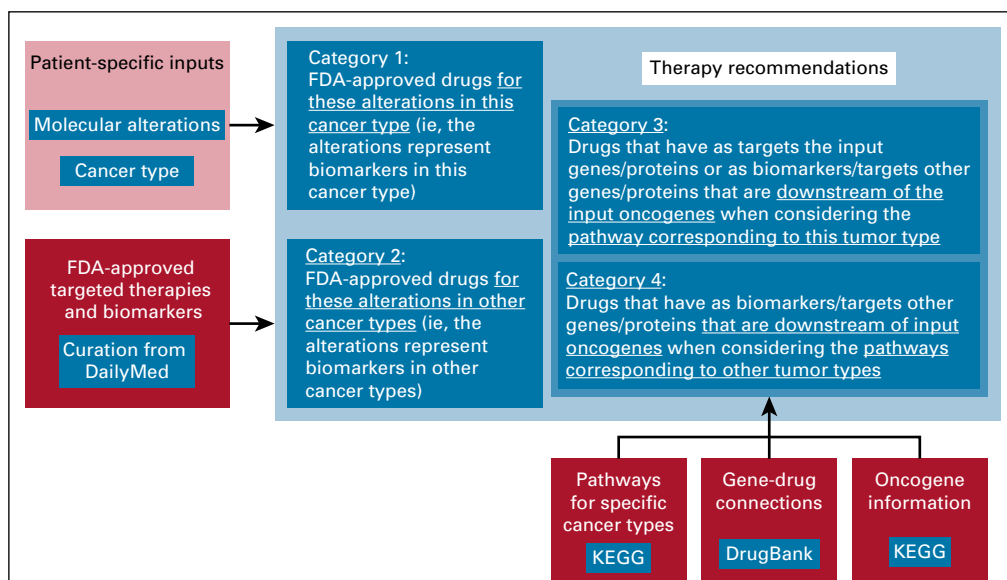 Patient-specific inputs
Molecular alterations
Cancer type
FDA-approved
targeted therapies
and biomarkers
Curation from
DailyMed
Category 1:
FDA-approved drugs for
these alterations in this
cancer type (ie, the
alterations represent
biomarkers in this
cancer type)
Category 2:
FDA-approved drugs for
these alterations in other
cancer types (ie, the
alterations represent
biomarkers in other
cancer types)
Therapy recommendations
Category 3:
Drugs that have as targets the input
genes/proteins or as biomarkers/targets other
genes/proteins that are downstream of the
input oncogenes when considering the
pathway corresponding to this tumor type
Category 4:
Drugs that have as biomarkers/targets other
genes/proteins that are downstream of input
oncogenes when considering the pathways
corresponding to other tumor types
Pathways
for specific
cancer types
KEGG
Gene-drug
connections
DrugBank
Oncogene
information
KEGG